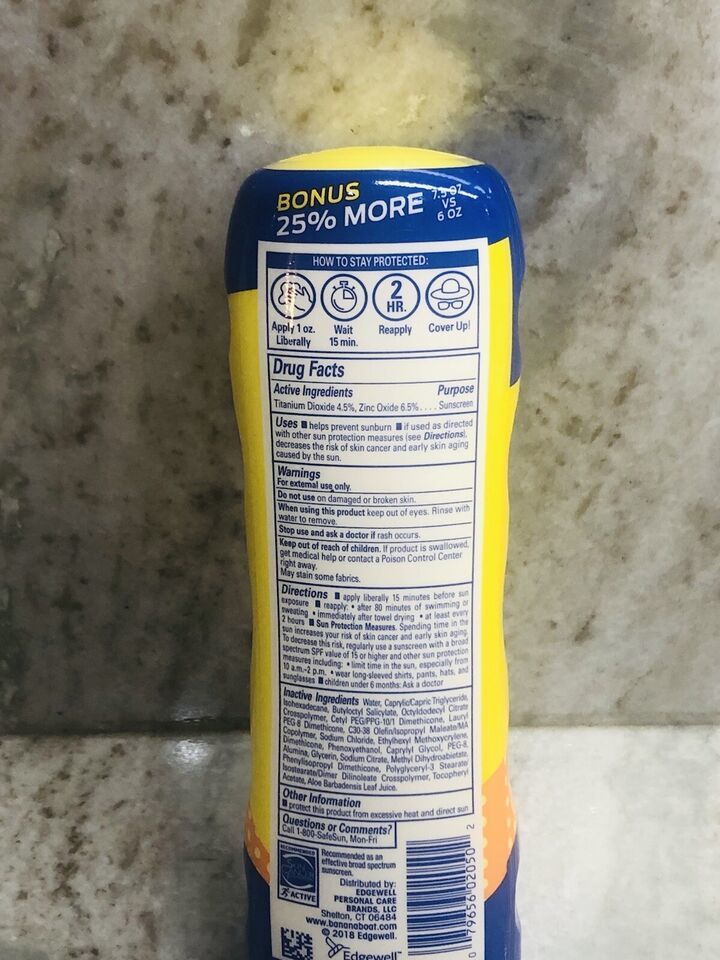 BONUS
25% MORE
7.5 OZ
VS
6 OZ
HOW TO STAY PROTECTED:
2
HR.
Apply 1 oz.
Liberally
Wait
15 min.
Reapply
Cover Up!
Drug Facts
Active Ingredients Purpose
Titanium Dioxide 4.5%, Zinc Oxide 6.5%.... Sunscreen
Uses ■ helps prevent sunburn ■ if used as directed
with other sun protection measures (see Directions),
decreases the risk of skin cancer and early skin aging
caused by the sun.
Warnings
For external use only.
Do not use on damaged or broken skin.
When using this product keep out of eyes. Rinse with
water to remove.
Stop use and ask a doctor if rash occurs.
Keep out of reach of children. If product is swallowed,
get medical help or contact a Poison Control Center
right away.
May stain some fabrics.
Directions ■ apply liberally 15 minutes before sun
exposure ■ reapply: • after 80 minutes of swimming or
sweating • immediately after towel drying • at least every
2 hours ■ Sun Protection Measures. Spending time in the
sun increases your risk of skin cancer and early skin aging.
To decrease this risk, regularly use a sunscreen with a broad
spectrum SPF value of 15 or higher and other sun protection
measures including: • limit time in the sun, especially from
10 a.m.-2 p.m. • wear long-sleeved shirts, pants, hats, and
sunglasses ■ children under 6 months: Ask a doctor
Inactive Ingredients Water, Caprylic/Capric Triglyceride,
Isohexadecane, Butyloctyl Salicylate, Octyldodecyl Citrate
Crosspolymer, Cetyl PEG/PPG-10/1 Dimethicone, Lauryl
PEG-8 Dimethicone, C30-38 Olefin/Isopropyl Maleate/MA
Copolymer, Sodium Chloride, Ethylhexyl Methoxycrylene,
Dimethicone, Phenoxyethanol, Caprylyl Glycol, PEG-8,
Alumina, Glycerin, Sodium Citrate, Methyl Dihydroabietate,
Phenylisopropyl Dimethicone, Polyglyceryl-3 Stearate/
Isostearate/Dimer Dilinoleate Crosspolymer, Tocopheryl
Acetate, Aloe Barbadensis Leaf Juice.
Other Information
■ protect this product from excessive heat and direct sun
Questions or Comments?
Call 1-800-SafeSun, Mon-Fri
RECOMMENDED
ACTIVE
Recommended as an
effective broad spectrum
sunscreen.
Distributed by:
EDGEWELL
PERSONAL CARE
BRANDS, LLC
Shelton, CT 06484
www.bananaboat.com
© 2018 Edgewell.
Edgewell™
0 79656 02050 2